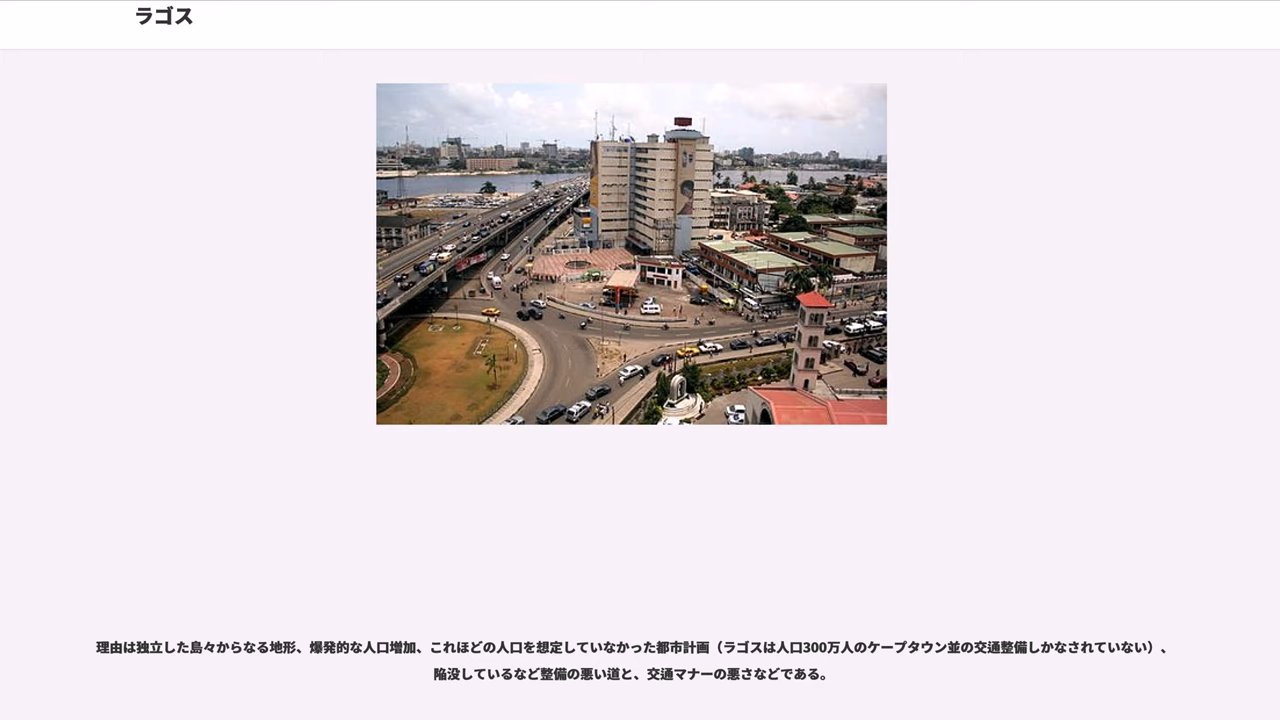 ラゴス
理由は独立した島々からなる地形、爆発的な人口増加、これほどの人口を想定していなかった都市計画（ラゴスは人口300万人のケープタウン並の交通整備しかなされていない）、
陥没しているなど整備の悪い道と、交通マナーの悪さなどである。